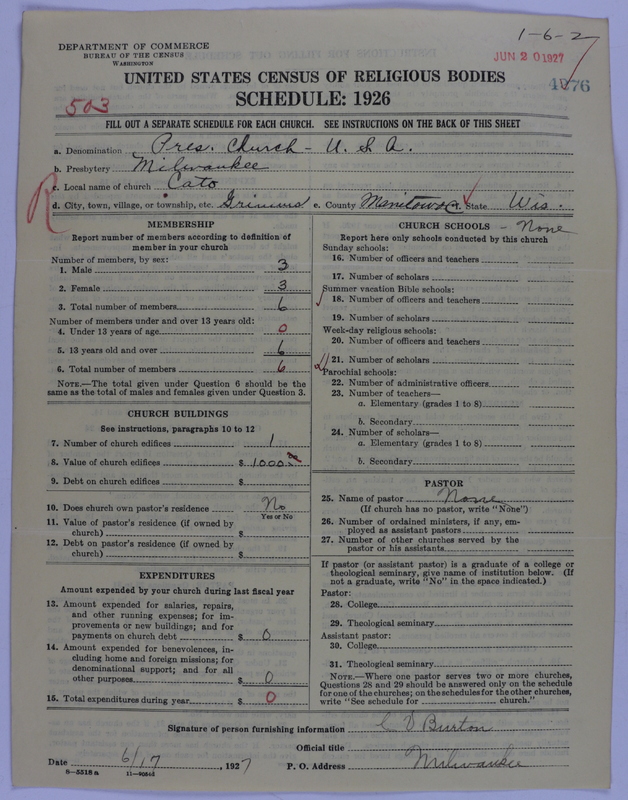 1-6-2
DEPARTMENT OF COMMERCE
BUREAU OF THE CENSUS
WASHINGTON
JUN 20 1927
UNITED STATES CENSUS OF RELIGIOUS BODIES
503
SCHEDULE: 1926
FILL OUT A SEPARATE SCHEDULE FOR EACH CHURCH. SEE INSTRUCTIONS ON THE BACK OF THIS SHEET
a. Denomination Pres. Church - U. S. A.
b. Presbytery Milwaukee
c. Local name of church Cato
R d. City, town, village, or township, etc. Grimms e. County Manitowoc State Wis.
MEMBERSHIP
Report number of members according to definition of
member in your church
Number of members, by sex:
1. Male 3
2. Female 3
3. Total number of members 6
Number of members under and over 13 years old:
4. Under 13 years of age 0
5. 13 years old and over 6
6. Total number of members 6
NOTE.—The total given under Question 6 should be the
same as the total of males and females given under Question 3.
CHURCH BUILDINGS
See instructions, paragraphs 10 to 12
7. Number of church edifices 1
8. Value of church edifices $ 1000
9. Debt on church edifices $
10. Does church own pastor's residence No
Yes or No
11. Value of pastor's residence (if owned by
church) $
12. Debt on pastor's residence (if owned by
church) $
EXPENDITURES
Amount expended by your church during last fiscal year
13. Amount expended for salaries, repairs,
and other running expenses; for im-
provements or new buildings; and for
payments on church debt $ 0
14. Amount expended for benevolences, in-
cluding home and foreign missions; for
denominational support; and for all
other purposes $ 0
15. Total expenditures during year $ 0
CHURCH SCHOOLS - None
Report here only schools conducted by this church
Sunday schools:
16. Number of officers and teachers
17. Number of scholars
Summer vacation Bible schools:
18. Number of officers and teachers
19. Number of scholars
Week-day religious schools:
20. Number of officers and teachers
21. Number of scholars
Parochial schools:
22. Number of administrative officers
23. Number of teachers—
a. Elementary (grades 1 to 8)
b. Secondary
24. Number of scholars—
a. Elementary (grades 1 to 8)
b. Secondary
PASTOR
25. Name of pastor None
(If church has no pastor, write "None")
26. Number of ordained ministers, if any, em-
ployed as assistant pastors
27. Number of other churches served by the
pastor or his assistants
If pastor (or assistant pastor) is a graduate of a college or
theological seminary, give name of institution below. (If
not a graduate, write "No" in the space indicated.)
Pastor:
28. College
29. Theological seminary
Assistant pastor:
30. College
31. Theological seminary
NOTE.—Where one pastor serves two or more churches,
Questions 28 and 29 should be answered only on the schedule
for one of the churches; on the schedules for the other churches,
write "See schedule for church."
Signature of person furnishing information Burton
Official title
Date 6/17, 1927 P. O. Address Milwaukee
8-5518 a